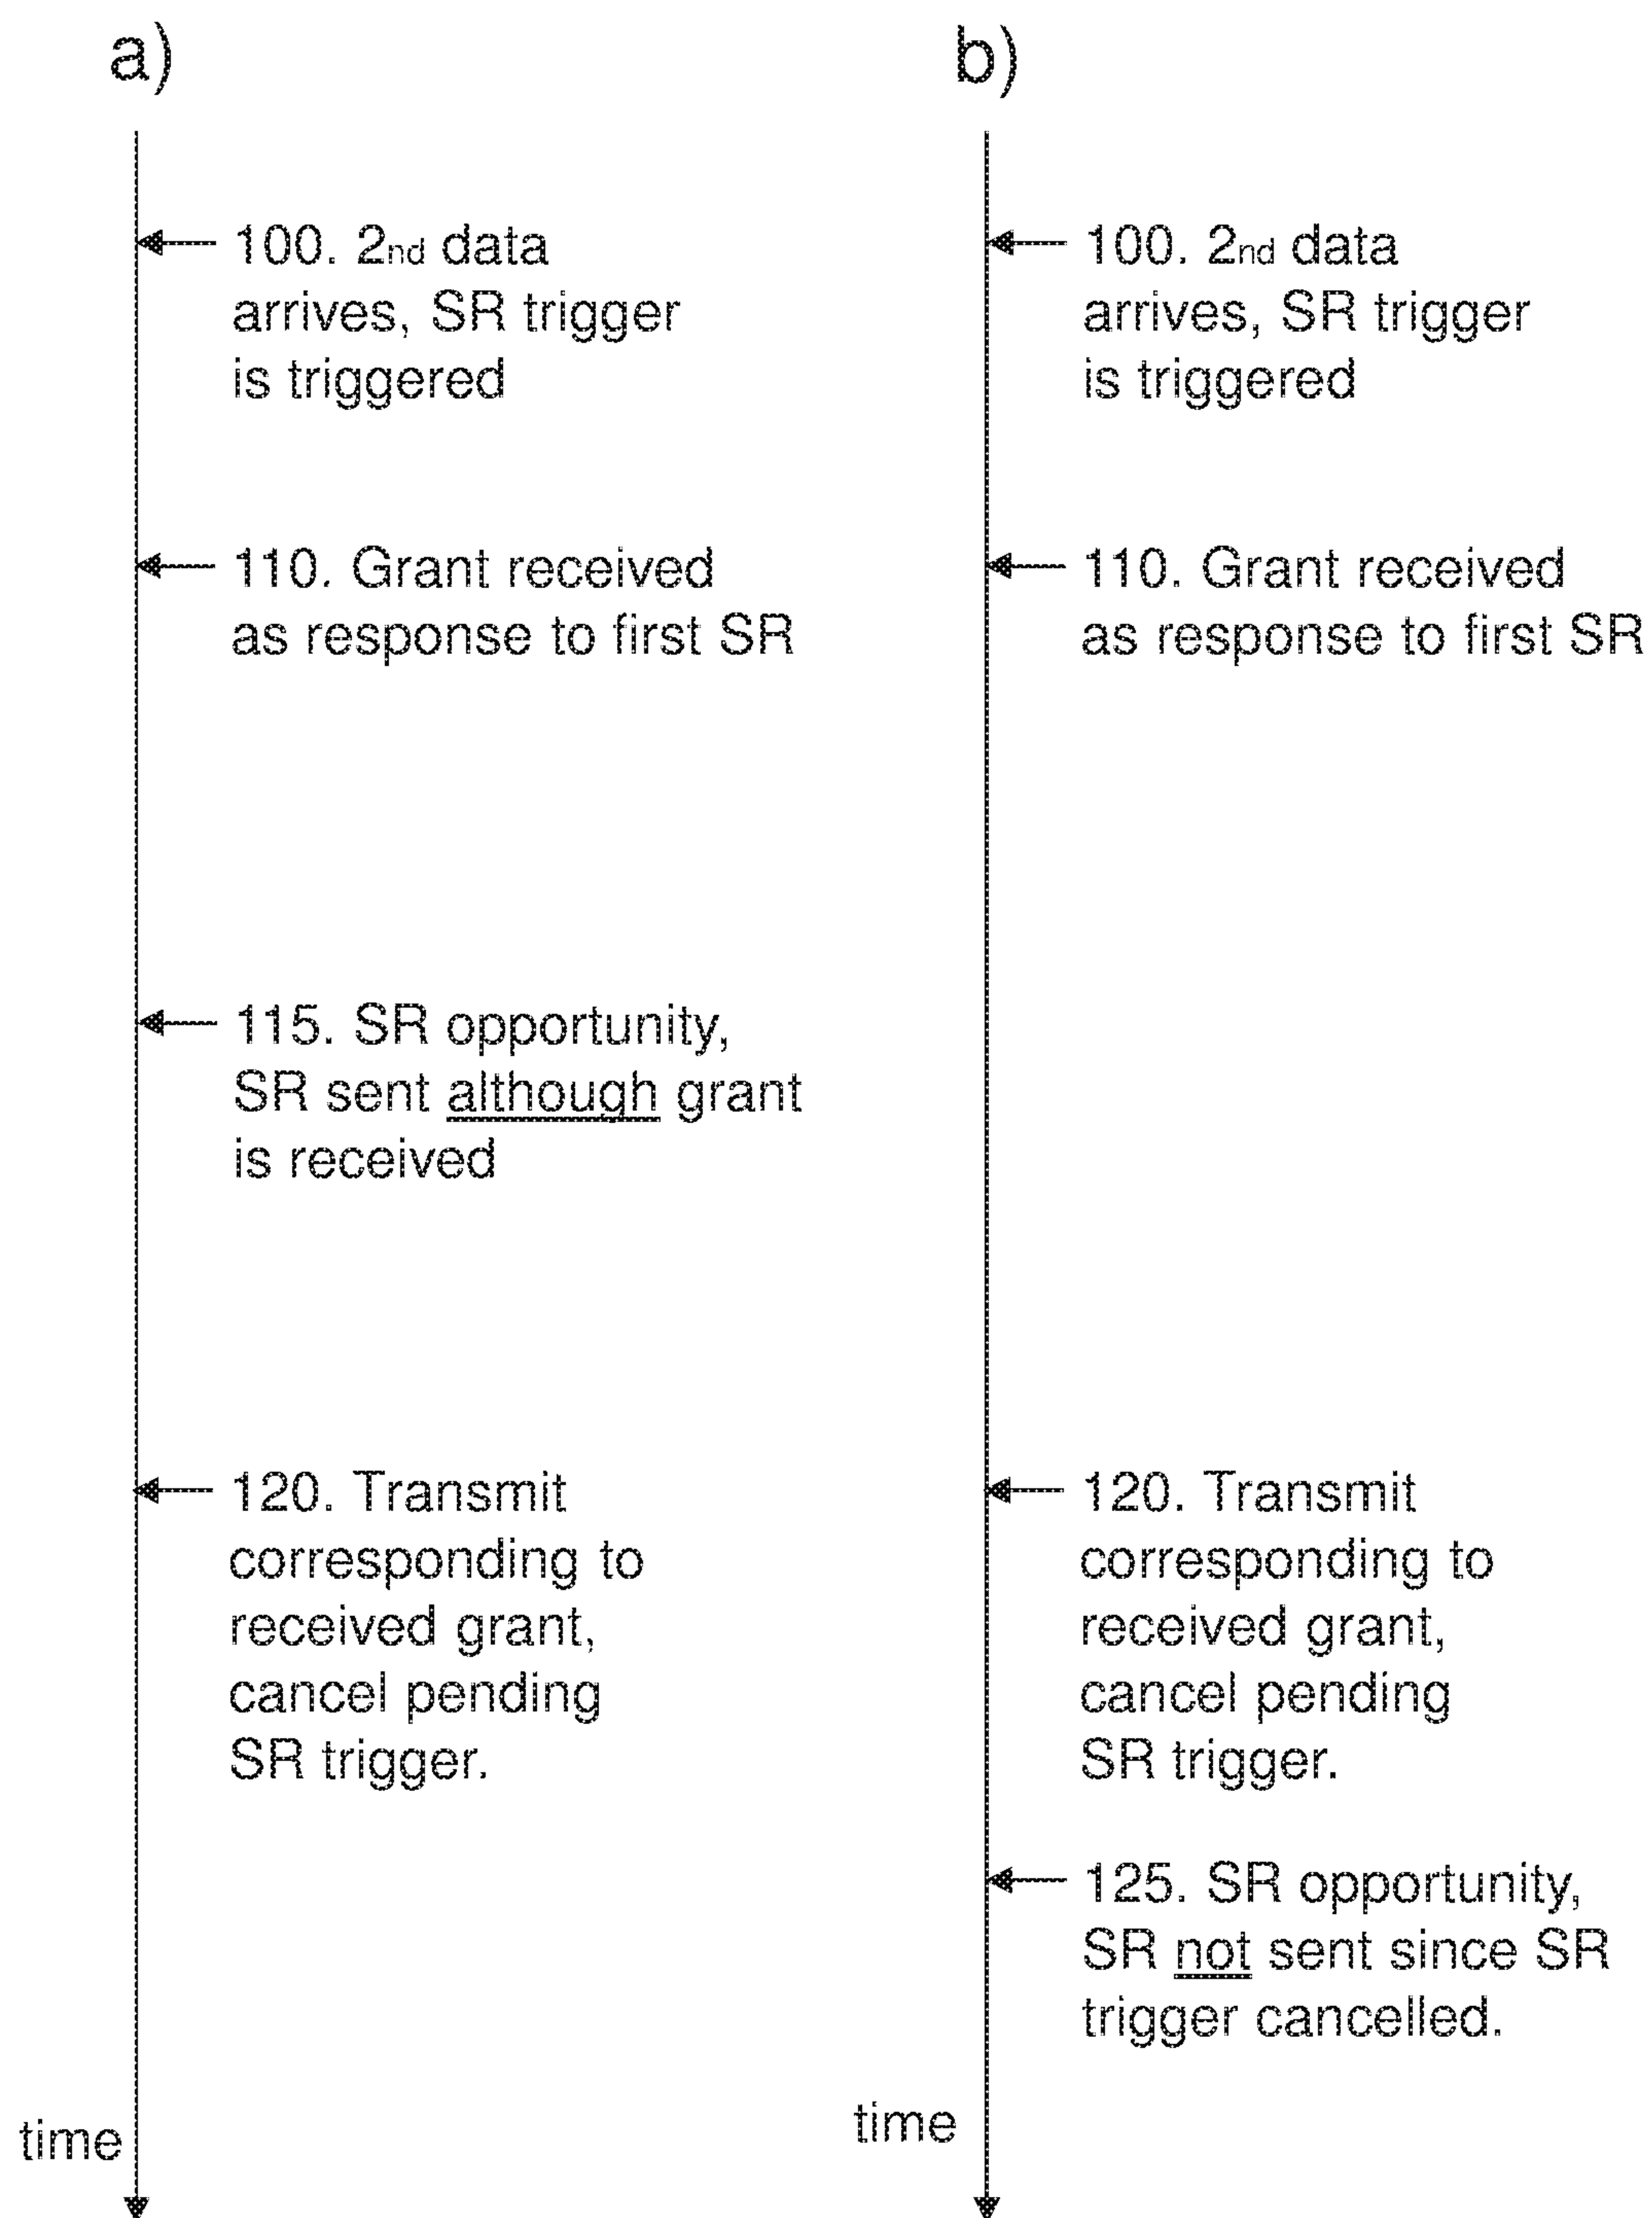 a)
100. 2nd data
arrives, SR trigger
is triggered
110. Grant received
as response to first SR
115. SR opportunity,
SR sent although grant
is received
120. Transmit
corresponding to
received grant,
cancel pending
SR trigger.
time
b)
100. 2nd data
arrives, SR trigger
is triggered
110. Grant received
as response to first SR
120. Transmit
corresponding to
received grant,
cancel pending
SR trigger.
125. SR opportunity,
SR not sent since SR
trigger cancelled.
time